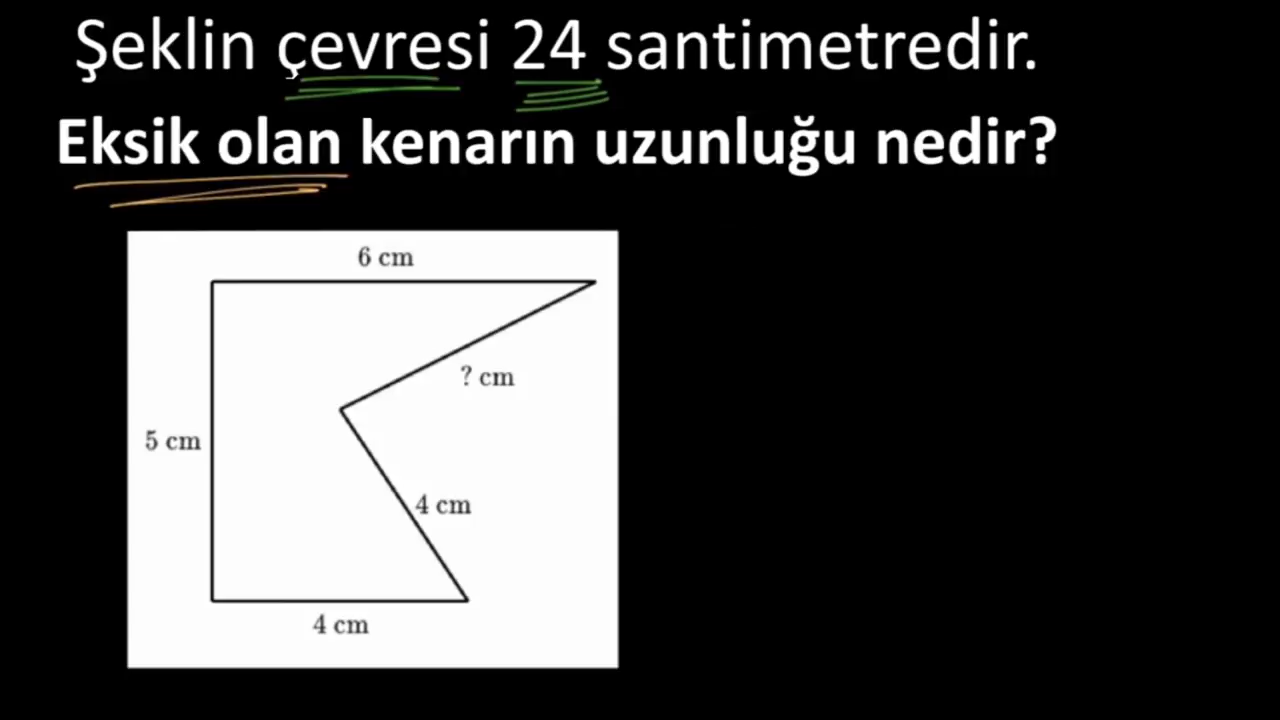 Şeklin çevresi 24 santimetredir.
Eksik olan kenarın uzunluğu nedir?
6 cm
? cm
5 cm
4 cm
4 cm